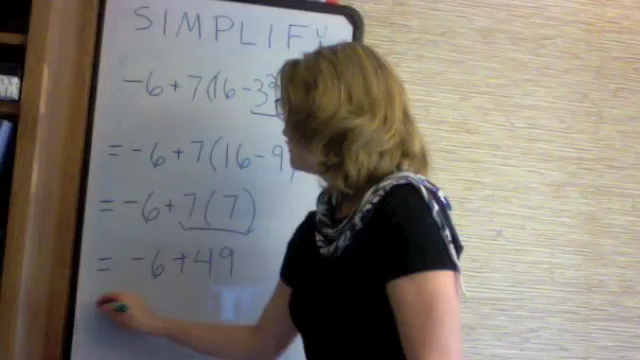 SIMPLIFY
-6+7(16-3²
=-6+7(16-9)
=-6+7(7)
= -6+49